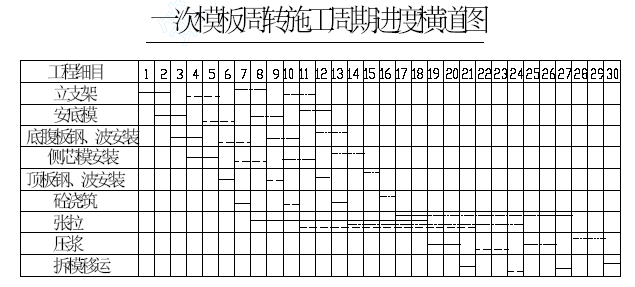 一次模板周转施工周期进度横道图
工程细目 1 2 3 4 5 6 7 8 9 10 11 12 13 14 15 16 17 18 19 20 21 22 23 24 25 26 27 28 29 30
立支架
安底模
底腹板钢、波安装
侧芯模安装
顶板钢、波安装
砼浇筑
张拉
压浆
拆模移运